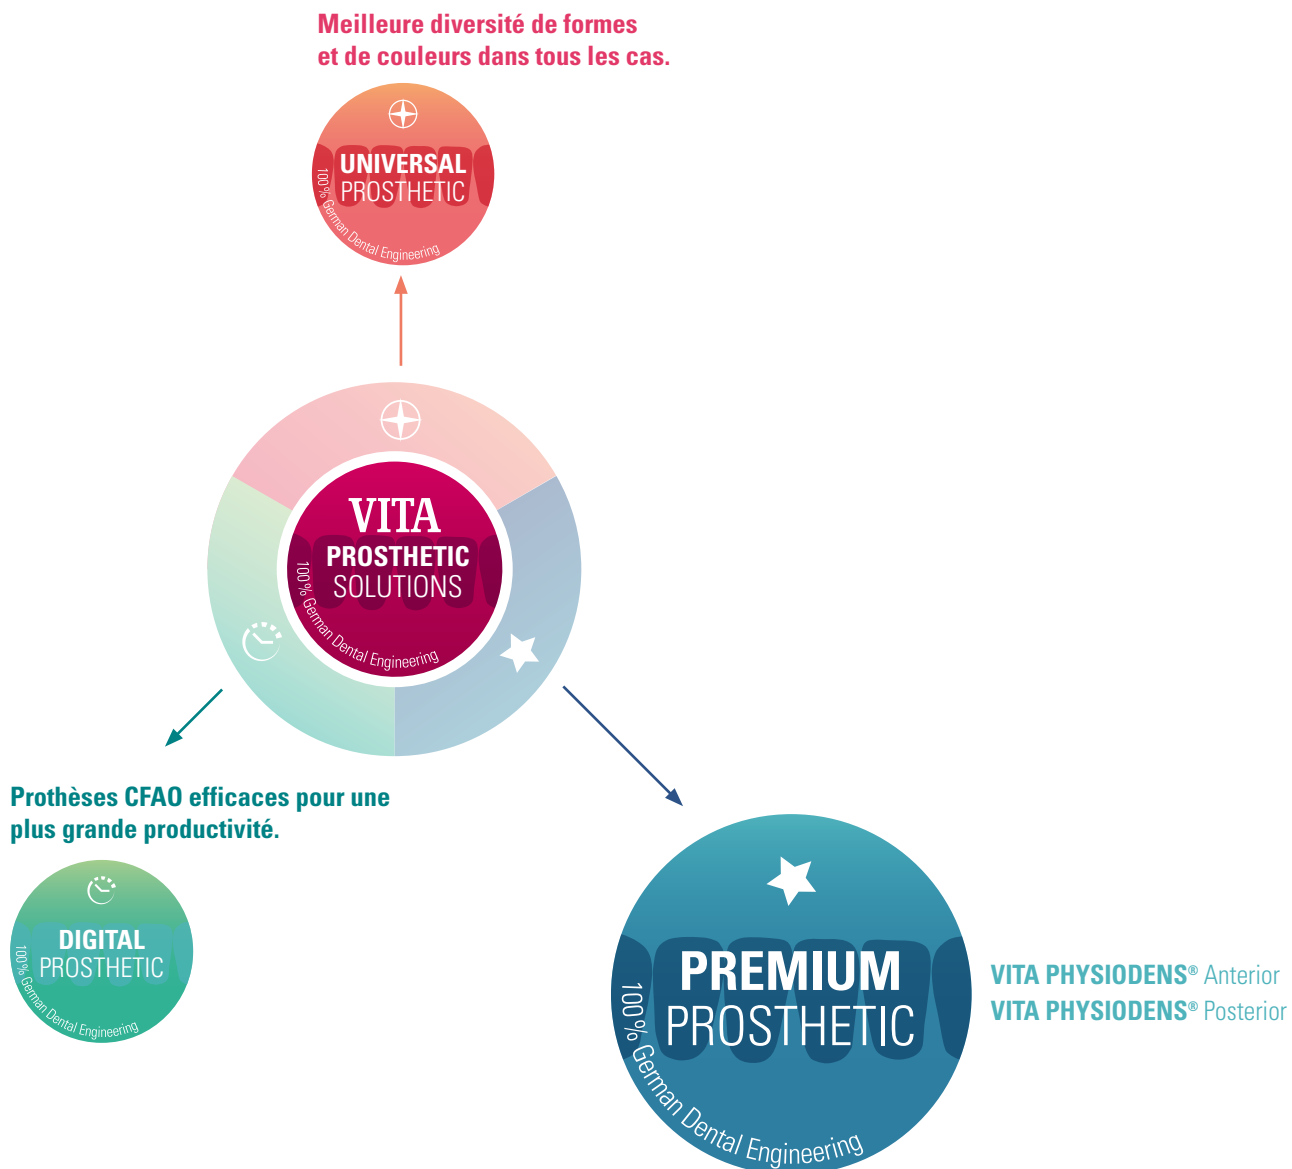 Meilleure diversité de formes
et de couleurs dans tous les cas.
UNIVERSAL
PROSTHETIC
100% German Dental Engineering
VITA
PROSTHETIC
SOLUTIONS
100% German Dental Engineering
Prothèses CFAO efficaces pour une
plus grande productivité.
DIGITAL
PROSTHETIC
100% German Dental Engineering
PREMIUM
PROSTHETIC
100% German Dental Engineering
VITA PHYSIODENS® Anterior
VITA PHYSIODENS® Posterior